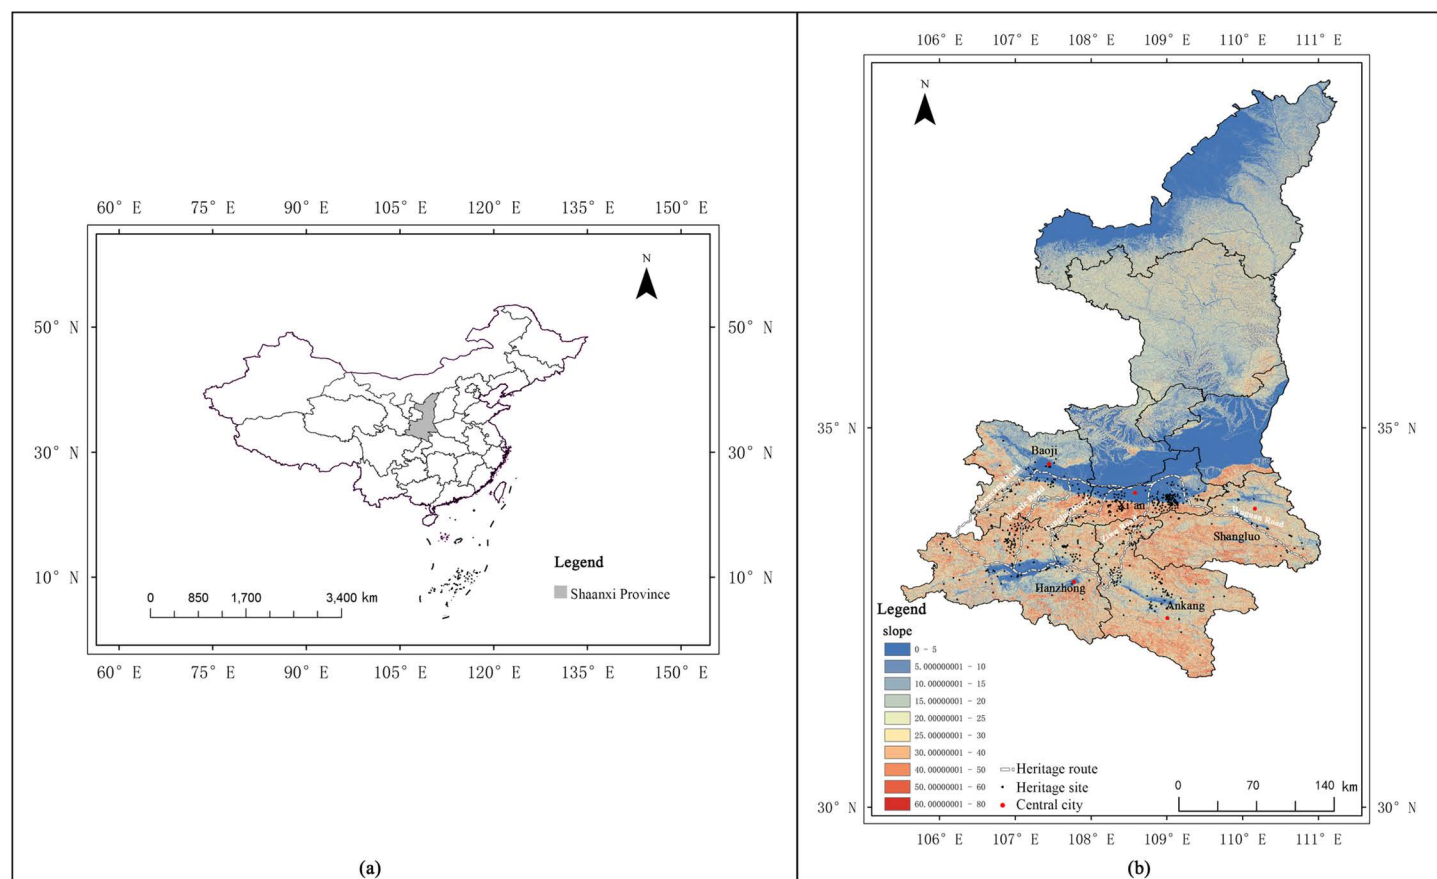 60° E 75° E 90° E 105° E 120° E 135° E 150° E
N
50° N 50° N
30° N 30° N
10° N 10° N
Legend
Shaanxi Province
0 850 1,700 3,400 km
60° E 75° E 90° E 105° E 120° E 135° E 150° E
(a)
106° E 107° E 108° E 109° E 110° E 111° E
N
35° N 35° N
Baoji
Xi'an
Shangluo
Hanzhong
Ankang
Legend
slope
0 - 5
5.000000001 - 10
10.00000001 - 15
15.00000001 - 20
20.00000001 - 25
25.00000001 - 30
30.00000001 - 40
40.00000001 - 50
50.00000001 - 60
60.00000001 - 80
Heritage route
Heritage site
Central city
0 70 140 km
30° N 30° N
106° E 107° E 108° E 109° E 110° E 111° E
(b)